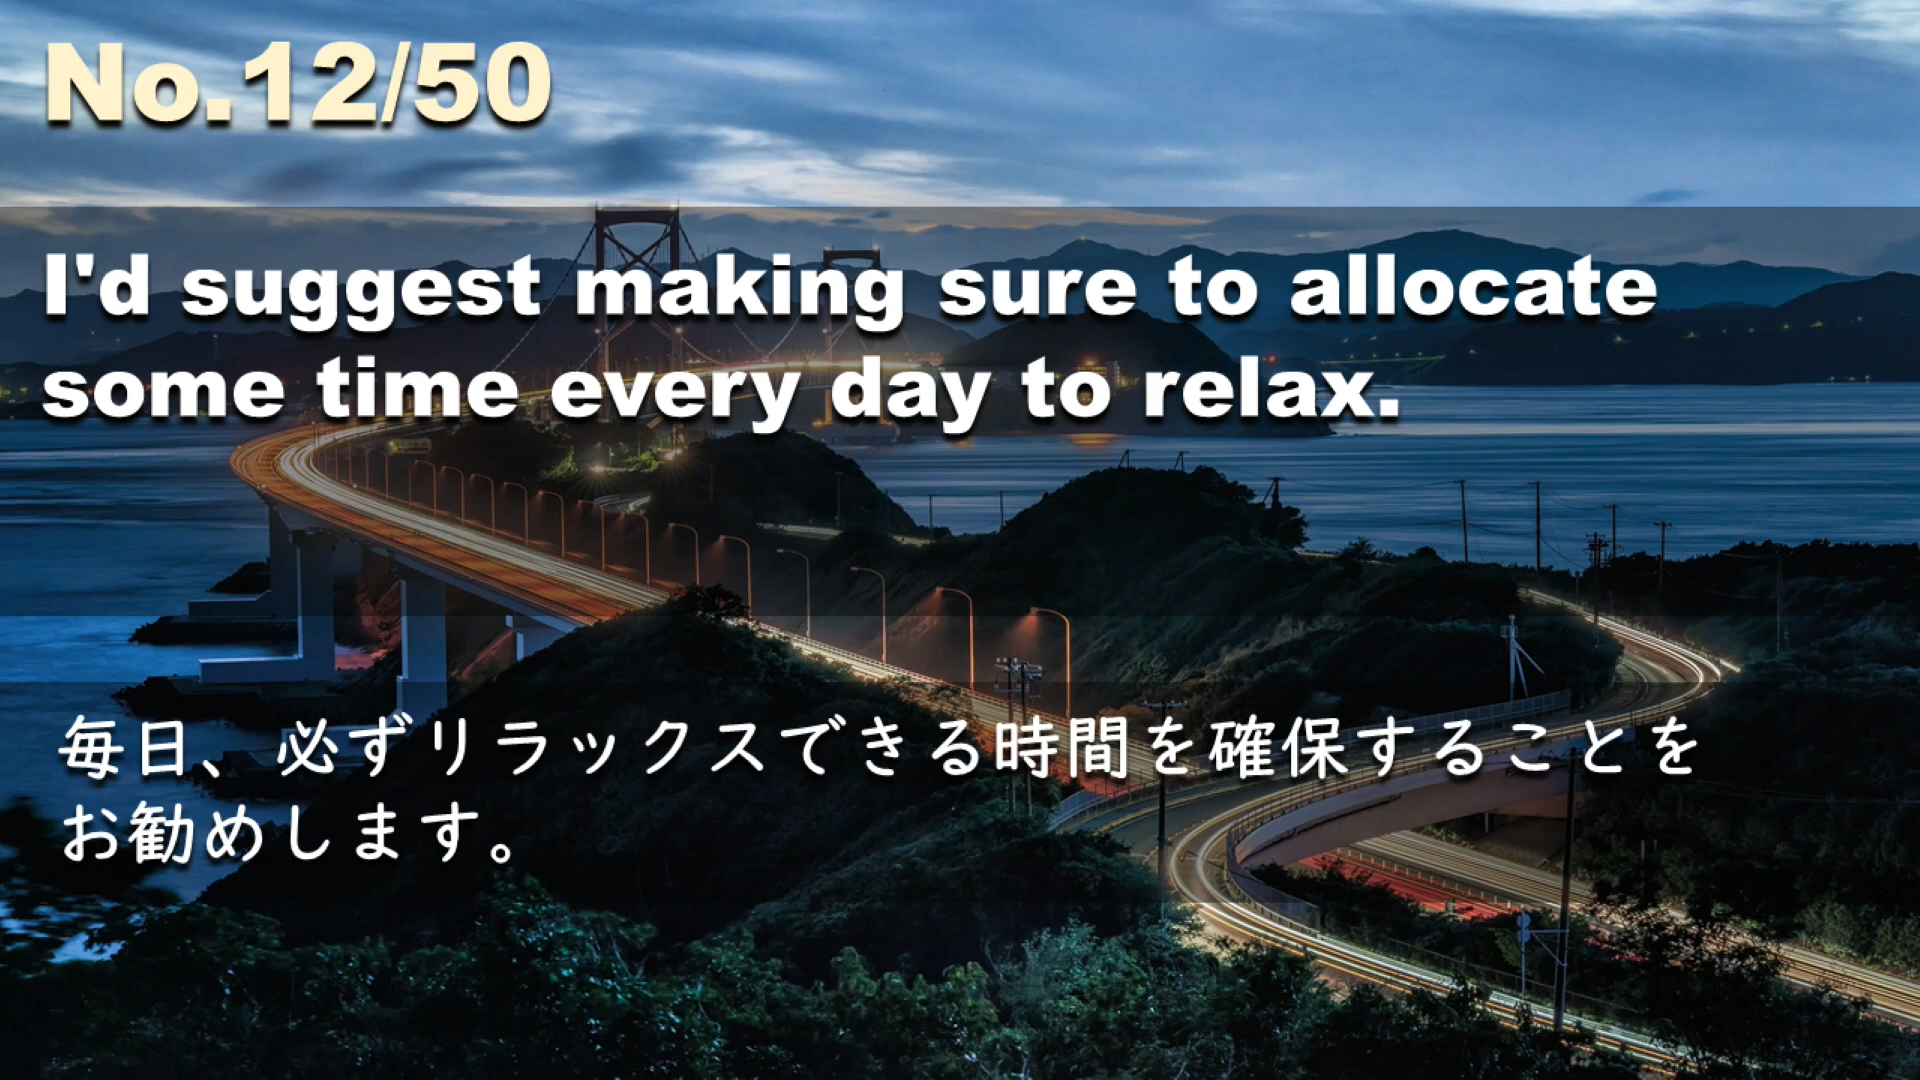 No.12/50
I'd suggest making sure to allocate
some time every day to relax.
毎日、必ずリラックスできる時間を確保することを
お勧めします。